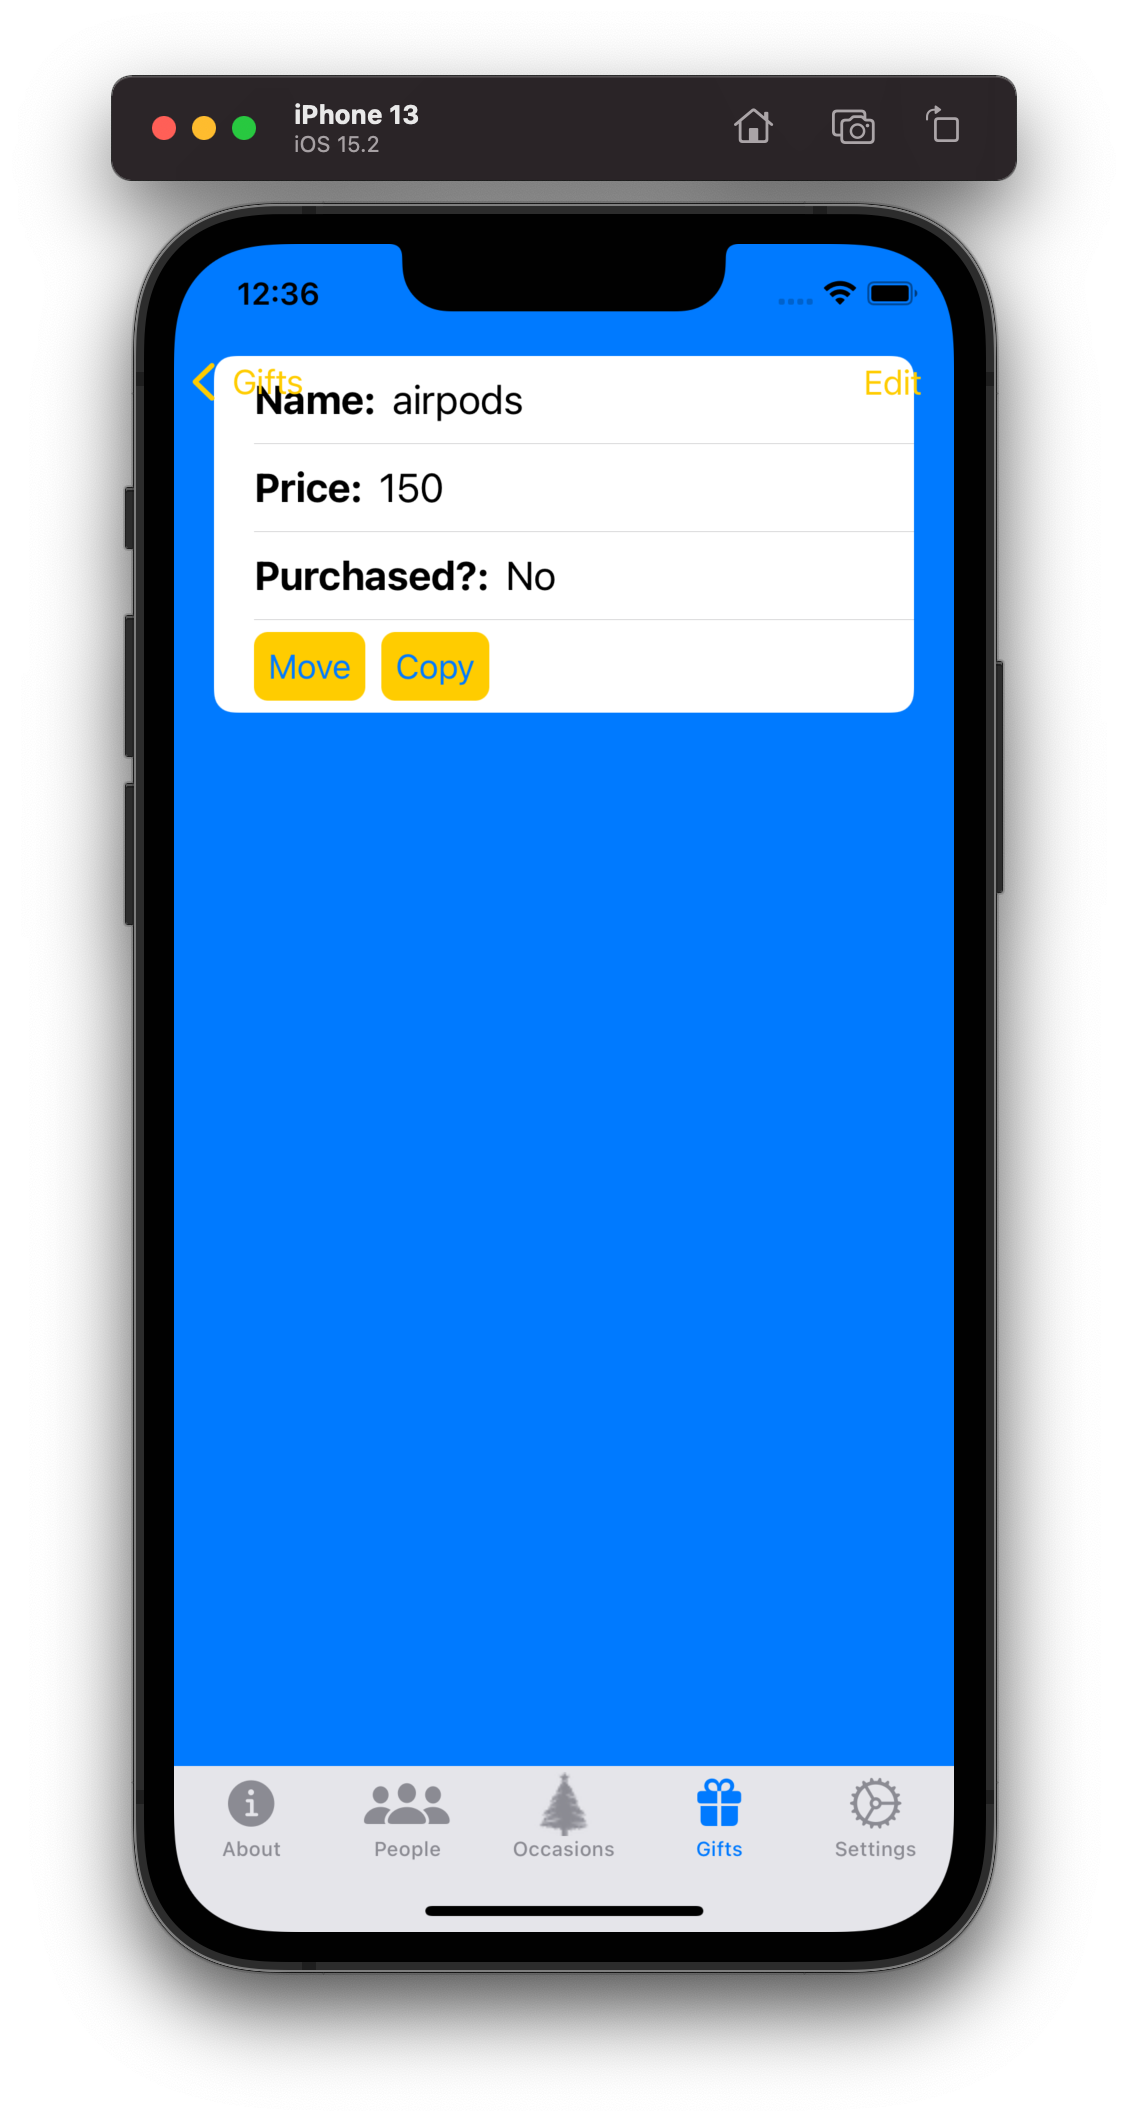 iPhone 13
iOS 15.2
12:36
Gifts
Edit
Name: airpods
Price: 150
Purchased?: No
Move Copy
About People Occasions Gifts Settings